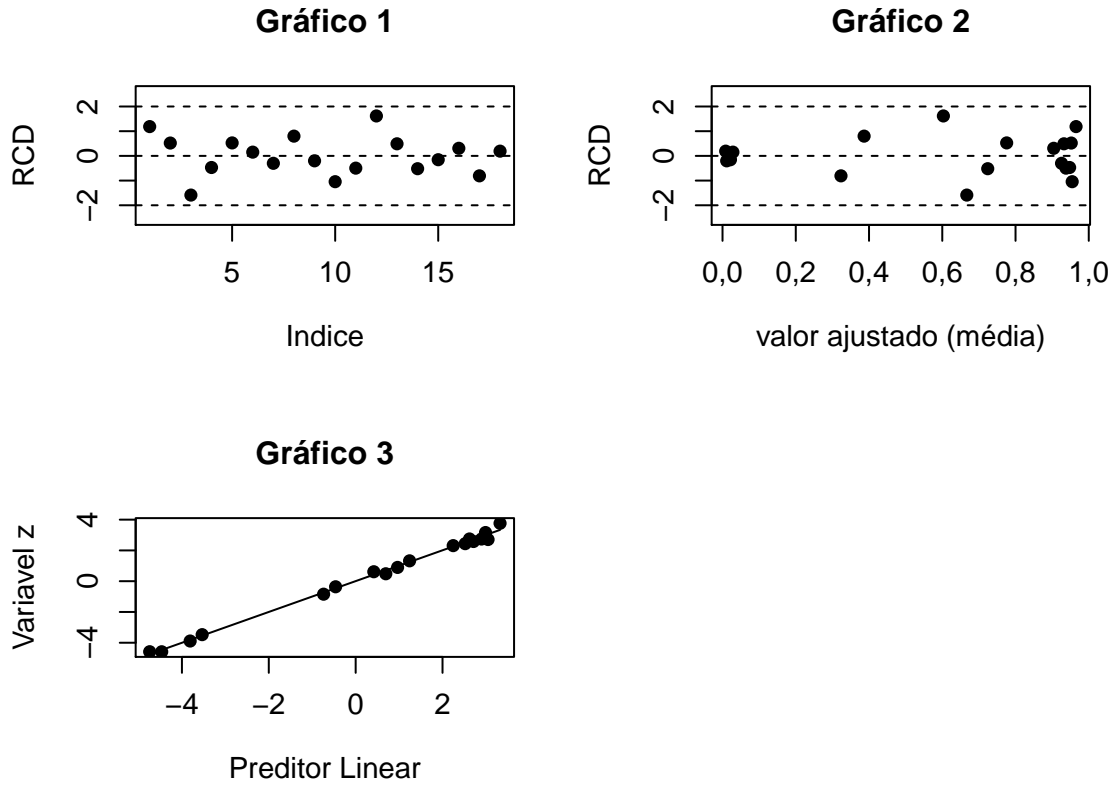 Gráfico 1
RCD
2
0
−2
5 10 15
Indice
Gráfico 2
RCD
2
0
−2
0,0 0,2 0,4 0,6 0,8 1,0
valor ajustado (média)
Gráfico 3
Variavel z
4
0
−4
−4 −2 0 2
Preditor Linear